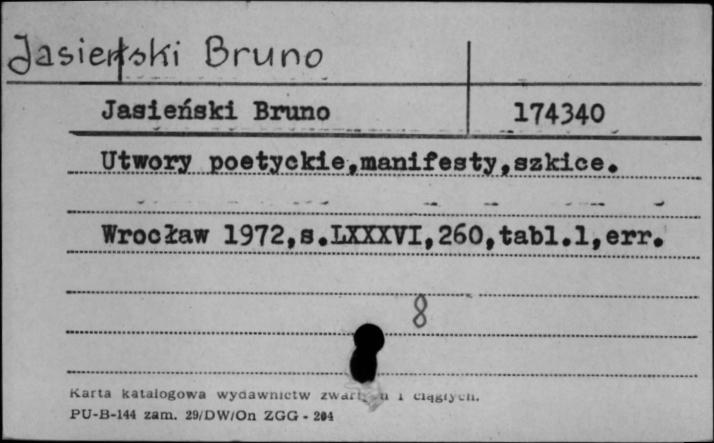 Jasieński Bruno
Jasieński Bruno 174340
Utwory poetyckie,manifesty,szkice.
Wrocław 1972,s.LXXXVI,260,tabl.1,err.
8
Karta katalogowa wydawnictw zwartych i ciągłych.
PU-B-144 zam. 29/DW/On ZGG - 204